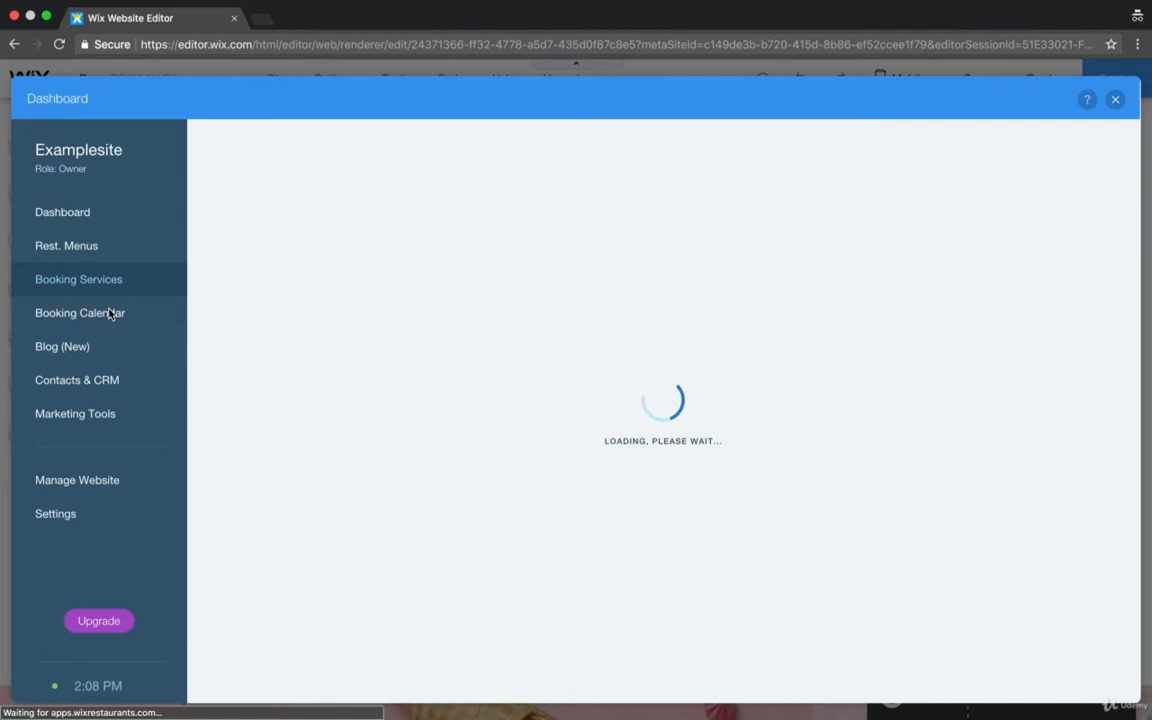 Wix Website Editor
Secure https://editor.wix.com/html/editor/web/renderer/edit/24371366-ff32-4778-a5d7-435d0f87c8e5?metaSiteId=c149de3b-b720-415d-8b86-ef52ccee1f79&editorSessionId=51E33021-F...
Dashboard
?
Examplesite
Role: Owner
Dashboard
Rest. Menus
Booking Services
Booking Calendar
Blog (New)
Contacts & CRM
Marketing Tools
Manage Website
Settings
Upgrade
2:08 PM
LOADING, PLEASE WAIT...
Waiting for apps.wixrestaurants.com...
Udemy